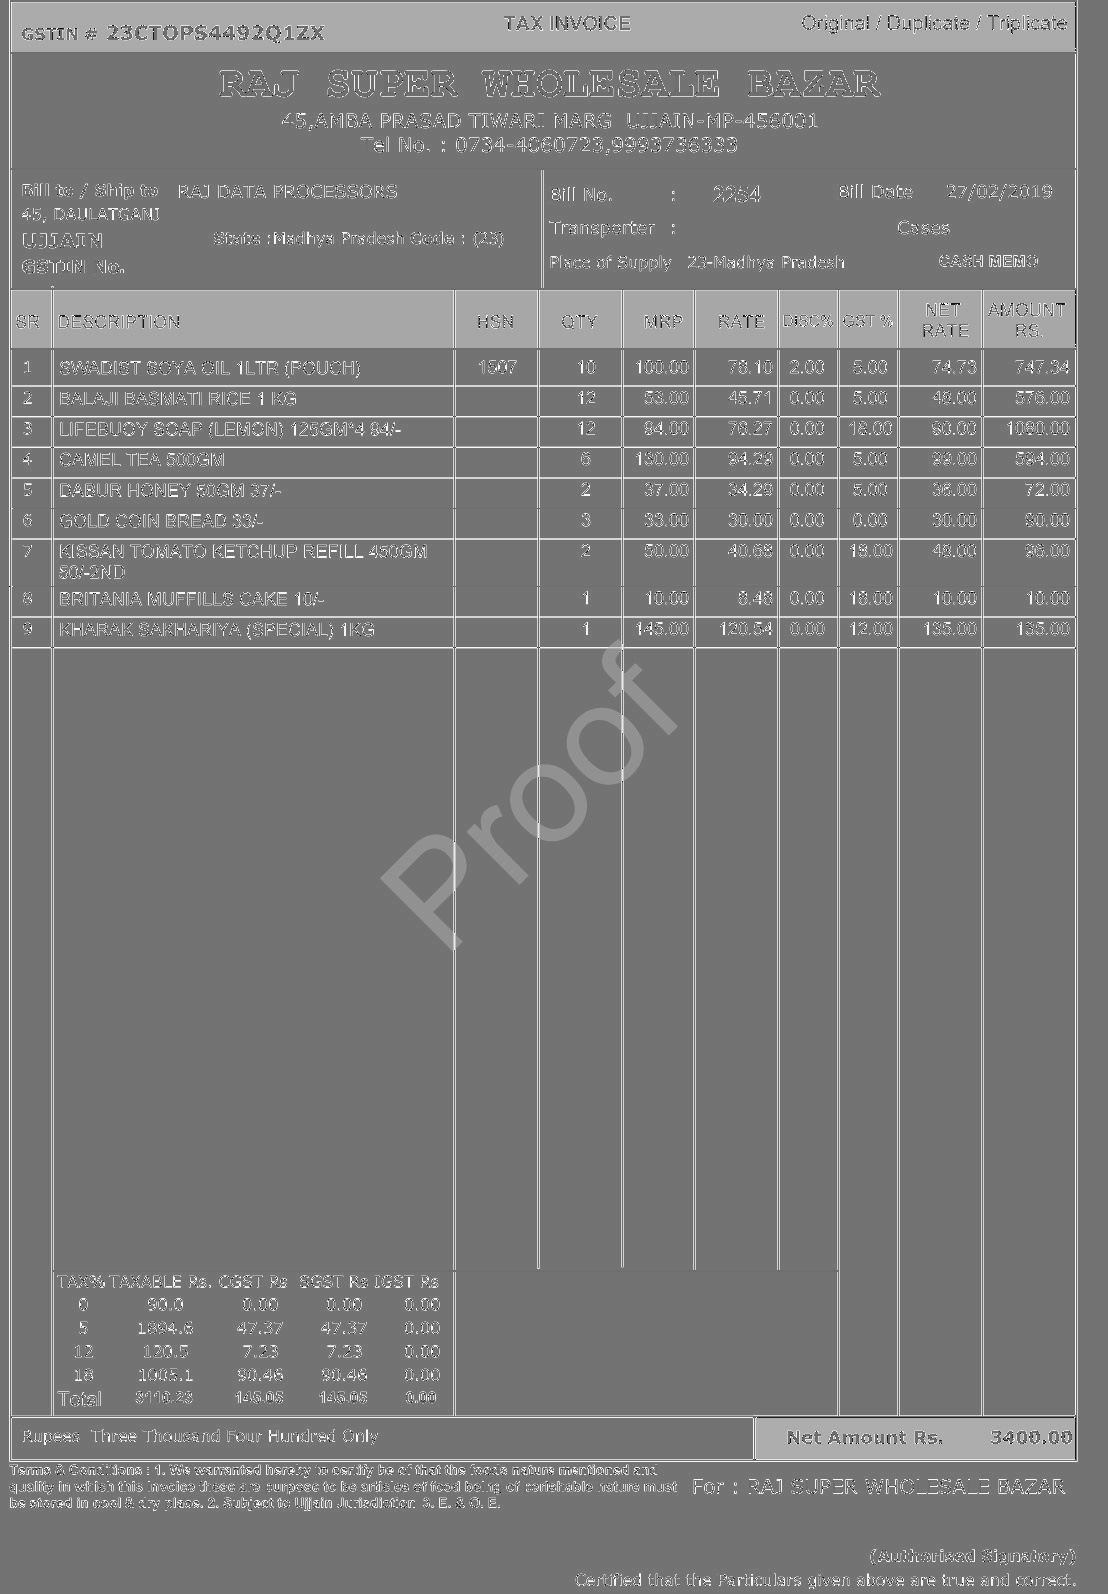 GSTIN # 23CTOPS4492Q1ZX TAX INVOICE Original / Duplicate / Triplicate
RAJ SUPER WHOLESALE BAZAR
45,AMBA PRASAD TIWARI MARG UJJAIN-MP-456001
Tel No. : 0734-4060723,9993736333
Bill to / Ship to RAJ DATA PROCESSORS Bill No. : 2254 Bill Date 27/02/2019
45, DAULATGANJ
UJJAIN State :Madhya Pradesh Code : (23) Transporter : Cases
GSTIN No. Place of Supply 23-Madhya Pradesh CASH MEMO
SR DESCRIPTION HSN QTY MRP RATE DISC% GST % NET RATE AMOUNT RS.
1 SWADIST SOYA OIL 1LTR (POUCH) 1507 10 100.00 78.10 2.00 5.00 74.73 747.34
2 BALAJI BASMATI RICE 1 KG 12 53.00 45.71 0.00 5.00 48.00 576.00
3 LIFEBUOY SOAP (LEMON) 125GM*4 94/- 12 94.00 76.27 0.00 18.00 90.00 1080.00
4 CAMEL TEA 500GM 6 130.00 94.29 0.00 5.00 99.00 594.00
5 DABUR HONEY 50GM 37/- 2 37.00 34.29 0.00 5.00 36.00 72.00
6 GOLD COIN BREAD 33/- 3 33.00 30.00 0.00 0.00 30.00 90.00
7 KISSAN TOMATO KETCHUP REFILL 450GM 2 50.00 40.68 0.00 18.00 48.00 96.00
50/-2ND
8 BRITANIA MUFFILLS CAKE 10/- 1 10.00 8.48 0.00 18.00 10.00 10.00
9 KHARAK SAKHARIYA (SPECIAL) 1KG 1 145.00 120.54 0.00 12.00 135.00 135.00
Proof
TAX% TAXABLE Rs. CGST Rs SGST Rs IGST Rs
0 90.0 0.00 0.00 0.00
5 1894.6 47.37 47.37 0.00
12 120.5 7.23 7.23 0.00
18 1005.1 90.46 90.46 0.00
Total 3110.23 145.05 145.05 0.00
Rupees Three Thousand Four Hundred Only Net Amount Rs. 3400.00
Terms & Conditions : 1. We warranted hereby to certify be of that the foods nature mentioned and
quality in which this invoice these are purpose to be articles of food being of perishable nature must For : RAJ SUPER WHOLESALE BAZAR
be stored in cool & dry place. 2. Subject to Ujjain Jurisdiction 3. E. & O. E.
(Authorised Signatory)
Certified that the Particulars given above are true and correct.